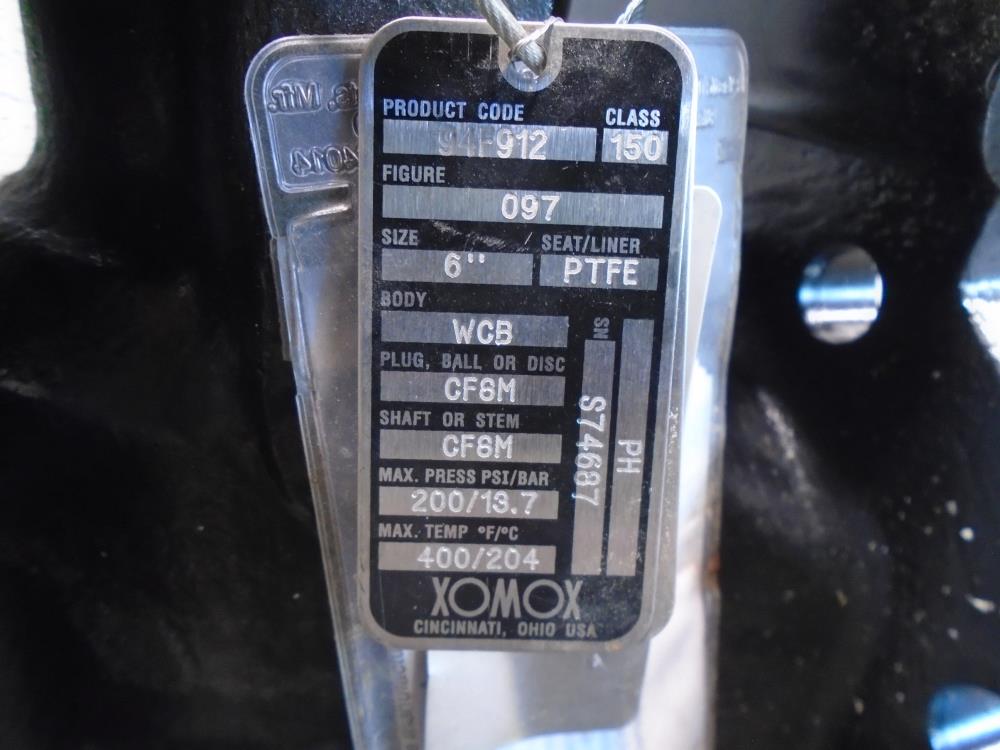 PRODUCT CODE CLASS
94F912 150
FIGURE
097
SIZE SEAT/LINER
6" PTFE
BODY
WCB
PLUG, BALL OR DISC
CF8M
SHAFT OR STEM
CF8M
MAX. PRESS PSI/BAR
200/13.7
MAX. TEMP °F/°C
400/204
SN
S74687
PH
XOMOX
CINCINNATI, OHIO USA